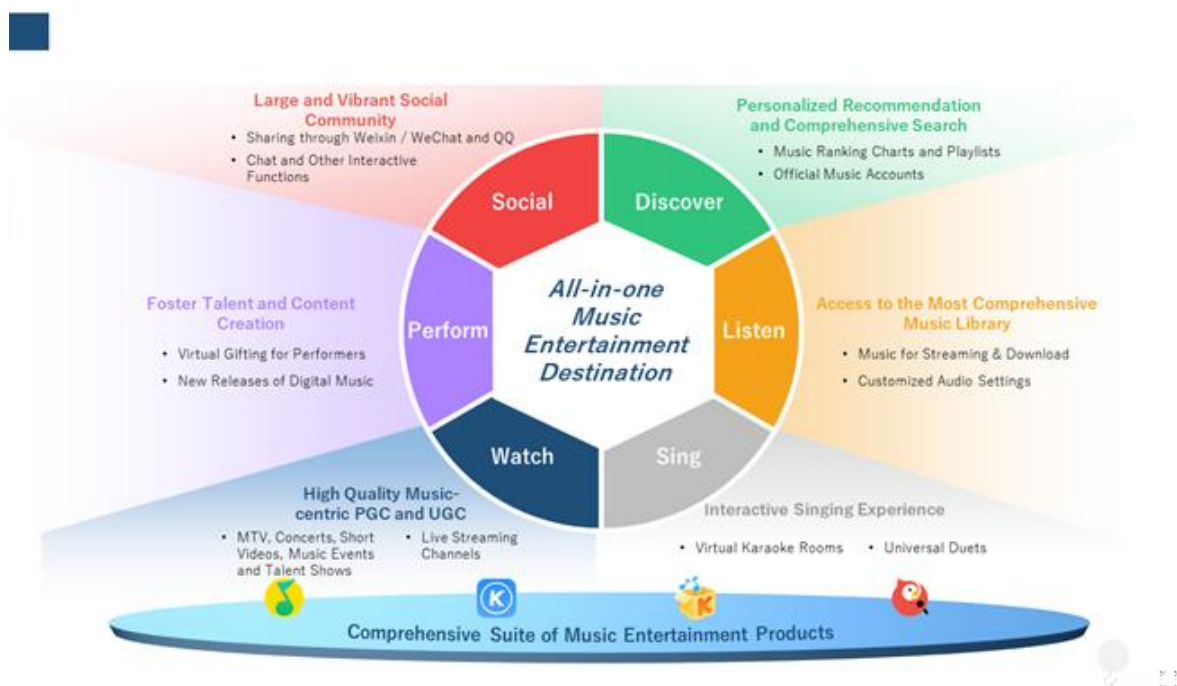 Large and Vibrant Social
Community
• Sharing through Weixin / WeChat and QQ
• Chat and Other Interactive
Functions
Personalized Recommendation
and Comprehensive Search
• Music Ranking Charts and Playlists
• Official Music Accounts
Social
Discover
Foster Talent and Content
Creation
• Virtual Gifting for Performers
• New Releases of Digital Music
Perform
All-in-one
Music
Entertainment
Destination
Listen
Access to the Most Comprehensive
Music Library
• Music for Streaming & Download
• Customized Audio Settings
Watch
Sing
High Quality Music-
centric PGC and UGC
• MTV, Concerts, Short
Videos, Music Events
and Talent Shows
• Live Streaming
Channels
Interactive Singing Experience
• Virtual Karaoke Rooms
• Universal Duets
K
K
Comprehensive Suite of Music Entertainment Products